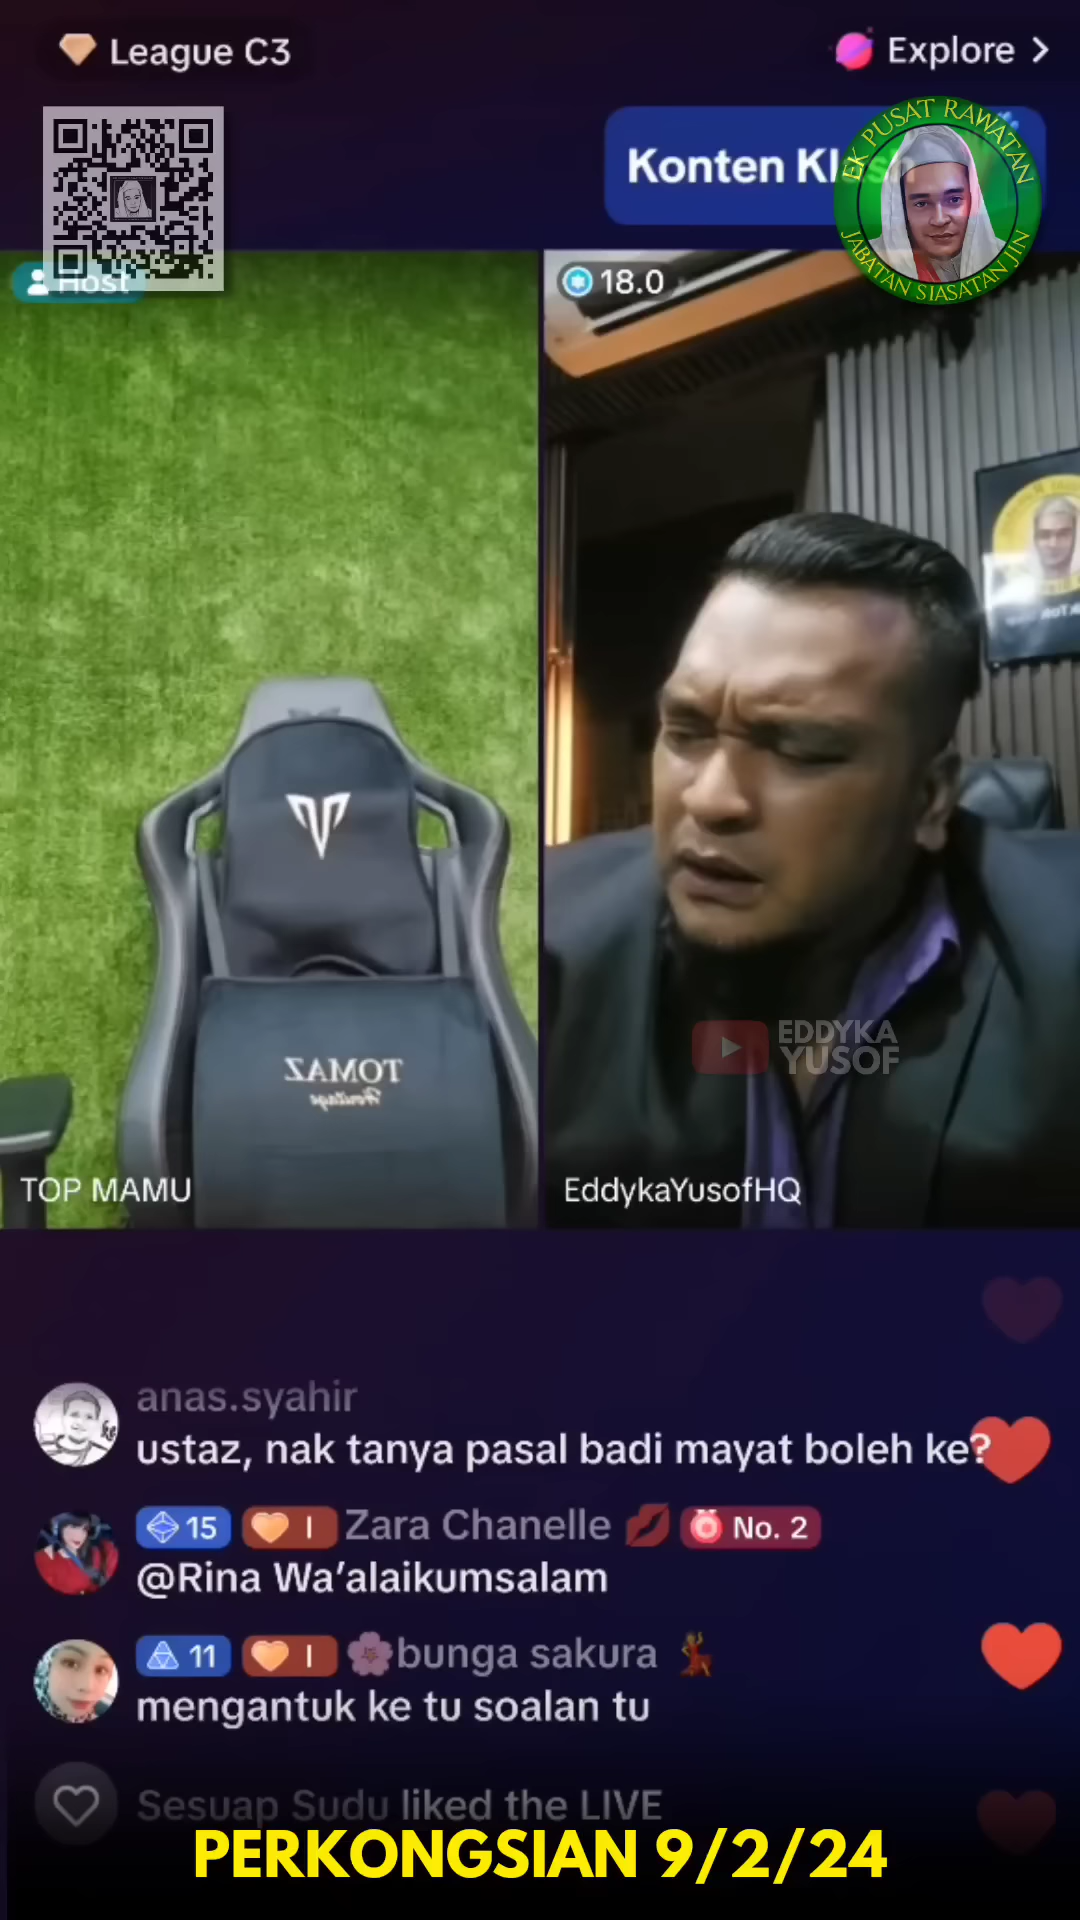 League C3
Explore
EK PUSAT RAWATAN
JABATAN SIASATAN JIN
Konten Kl
Host
18.0
TOMAZ
Heritage
EDDYKA
YUSOF
TOP MAMU
EddykaYusofHQ
anas.syahir
ustaz, nak tanya pasal badi mayat boleh ke?
15 I Zara Chanelle No. 2
@Rina Wa'alaikumsalam
11 I bunga sakura
mengantuk ke tu soalan tu
Sesuap Sudu liked the LIVE
PERKONGSIAN 9/2/24